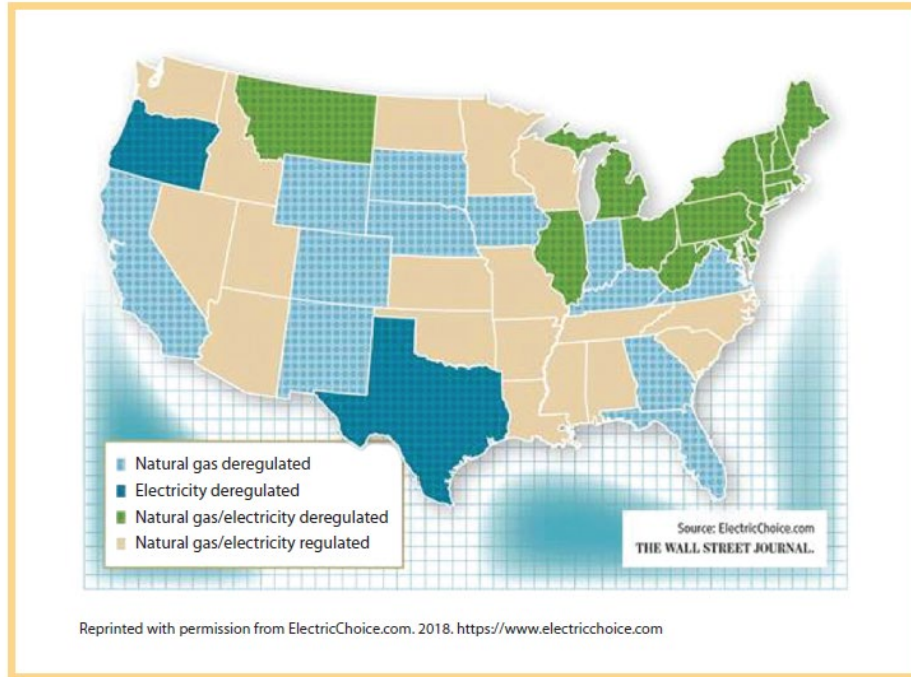 Natural gas deregulated
Electricity deregulated
Natural gas/electricity deregulated
Natural gas/electricity regulated
Source: ElectricChoice.com
THE WALL STREET JOURNAL.
Reprinted with permission from ElectricChoice.com. 2018. https://www.electricchoice.com